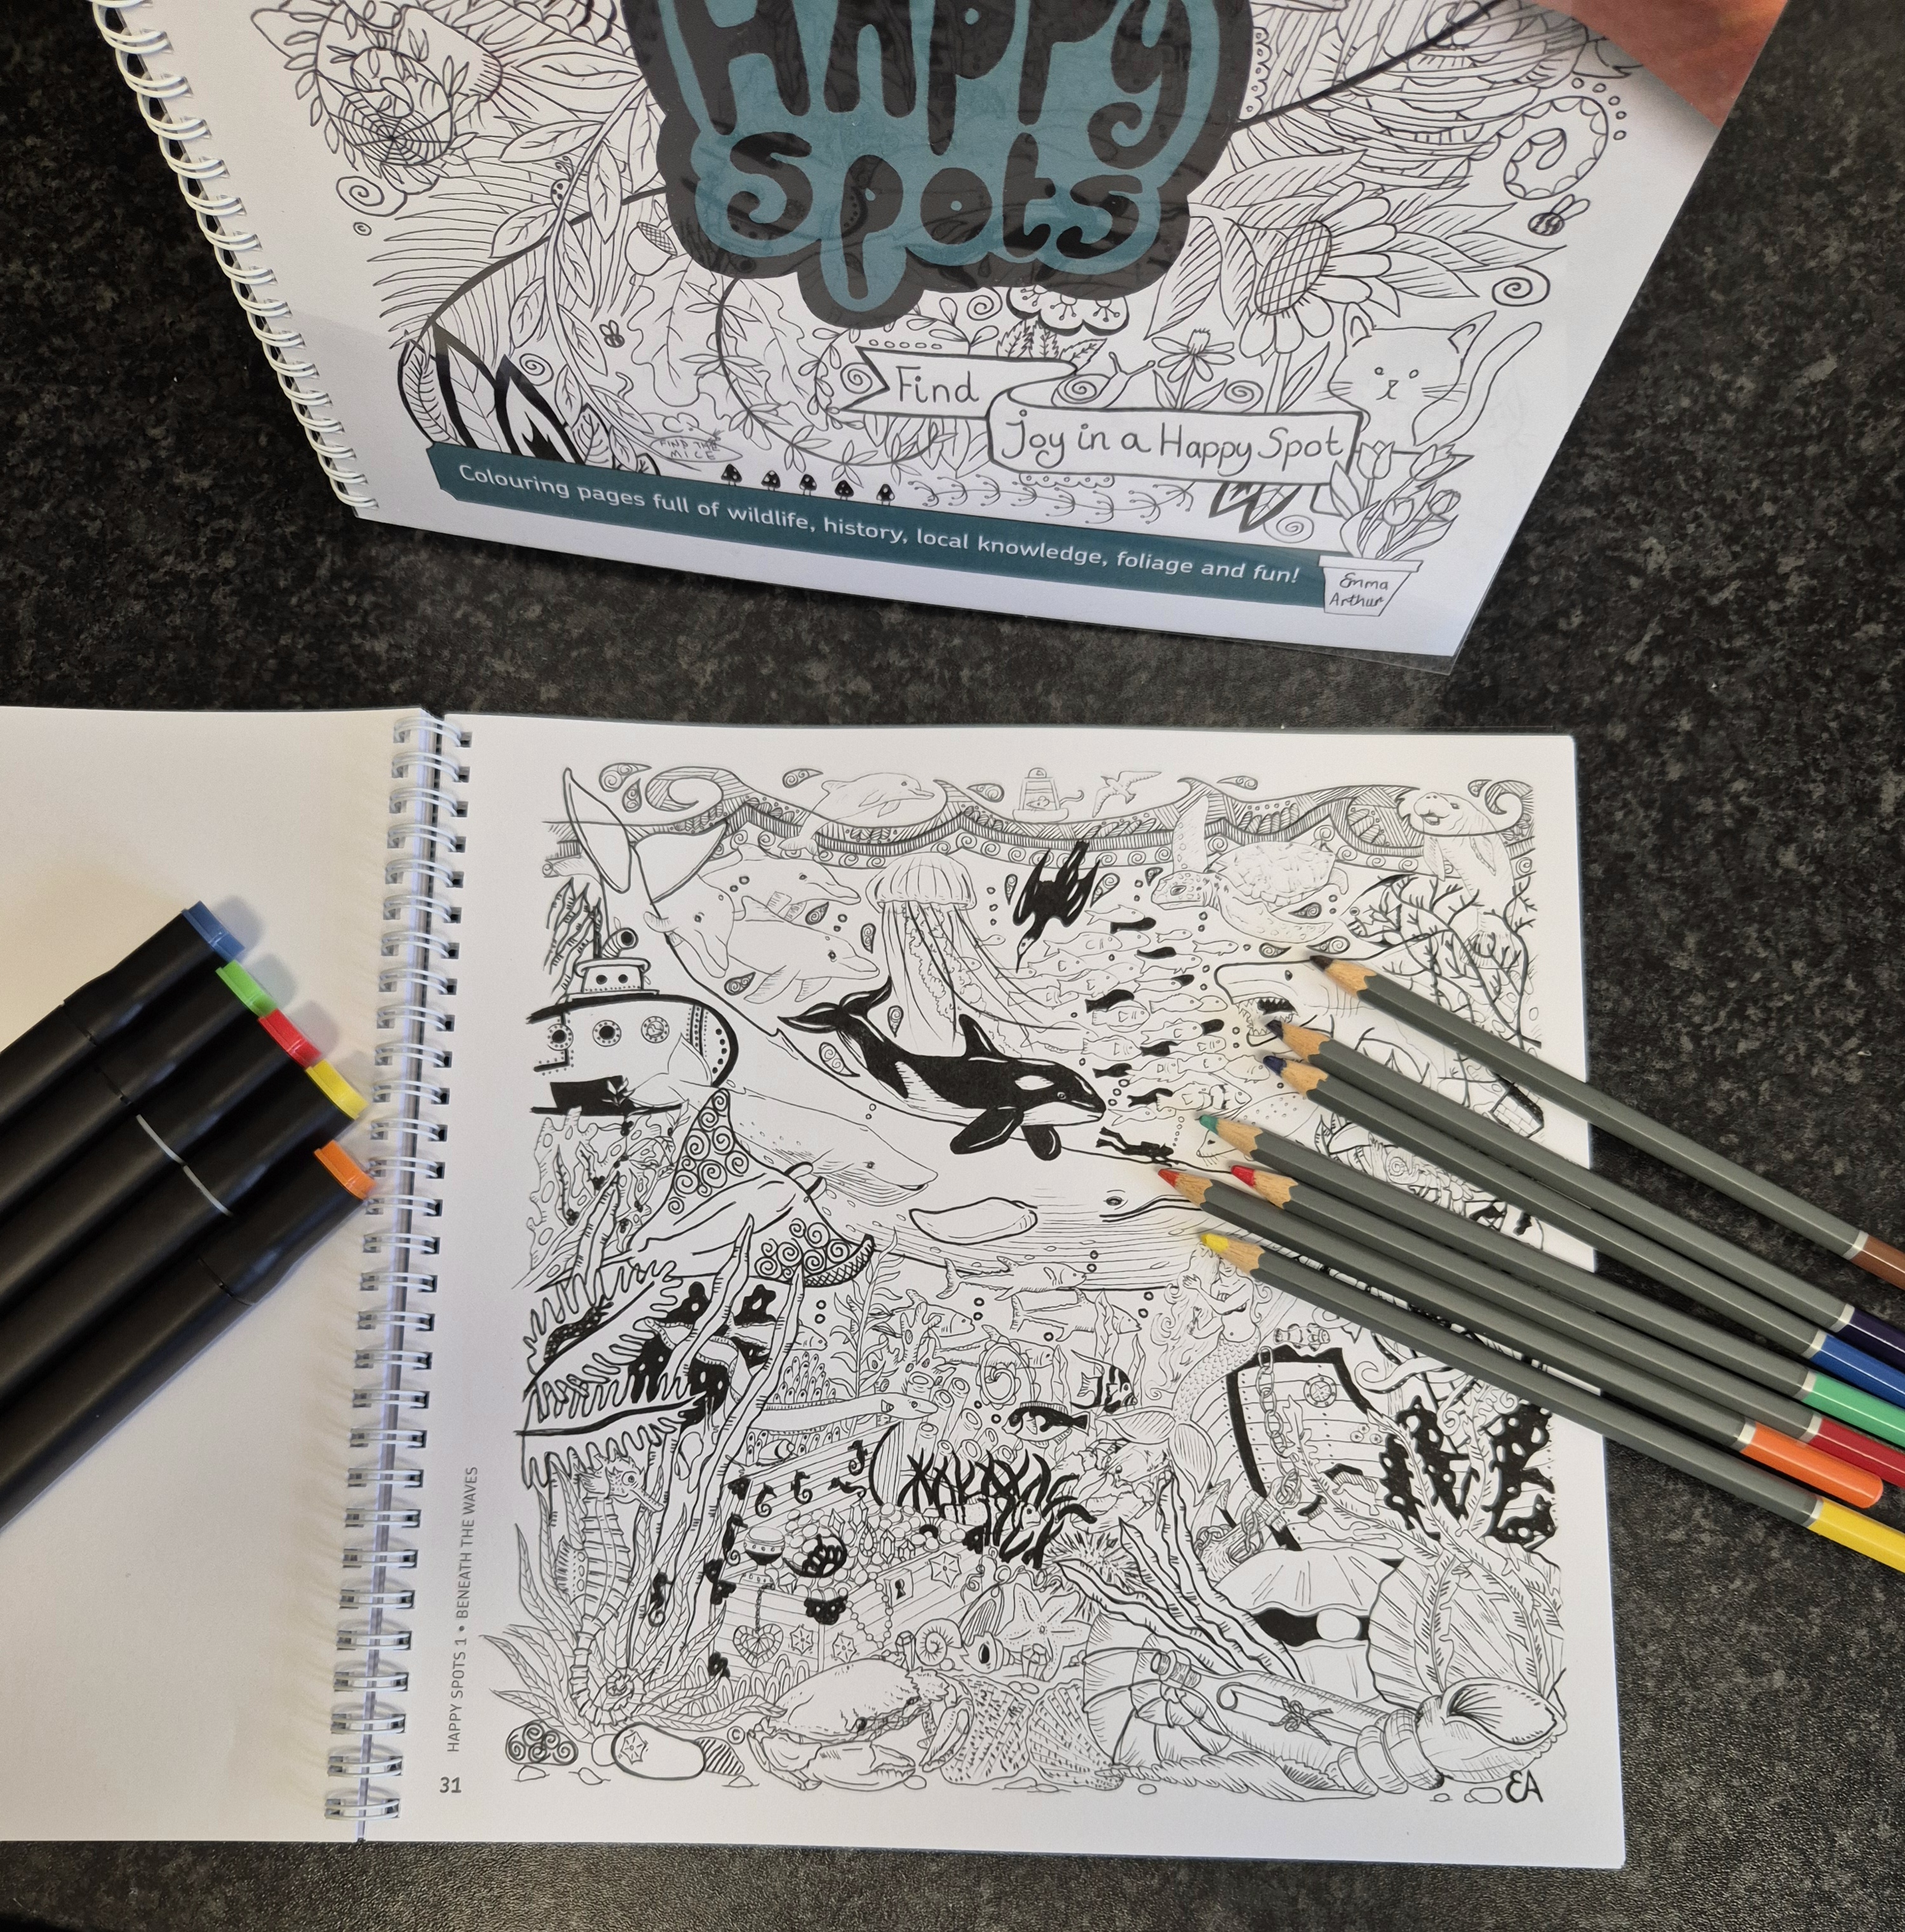 HAPPY
Spots
Find
Joy in a Happy Spot
FIND THE
MICE
Colouring pages full of wildlife, history, local knowledge, foliage and fun!
Emma
Arthur
©
HAPPY SPOTS 1 • BENEATH THE WAVES
31
©
EA